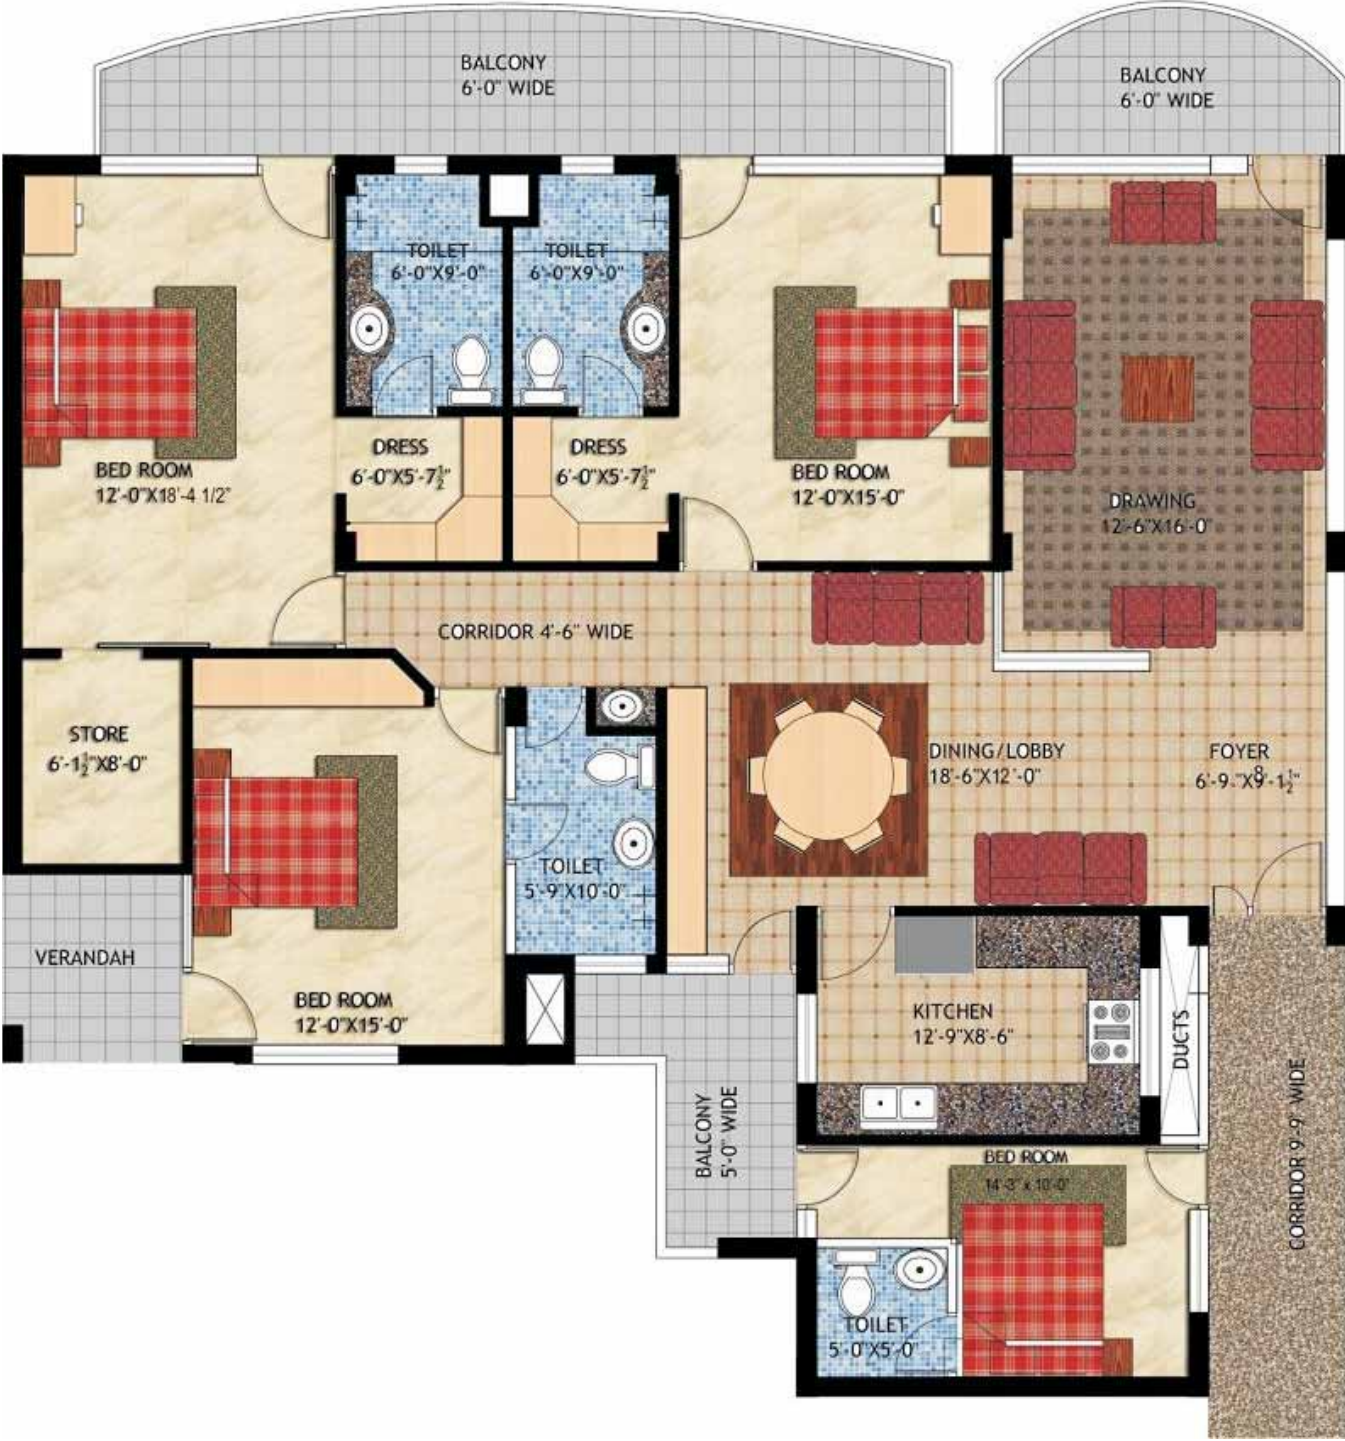 BALCONY
6'-0" WIDE
BALCONY
6'-0" WIDE
TOILET
6'-0"X9'-0"
TOILET
6'-0"X9'-0"
DRESS
6'-0"X5'-7½"
DRESS
6'-0"X5'-7½"
BED ROOM
12'-0"X18'-4 1/2"
BED ROOM
12'-0"X15'-0"
DRAWING
12'-6"X16'-0"
CORRIDOR 4'-6" WIDE
STORE
6'-1½"X8'-0"
DINING/LOBBY
18'-6"X12'-0"
FOYER
TOILET
5'-9"X10'-0"
VERANDAH
BED ROOM
12'-0"X15'-0"
KITCHEN
12'-9"X8'-6"
DUCTS
BALCONY
5'-0" WIDE
CORRIDOR 9'-9" WIDE
BED ROOM
14'-3" x 10'-0"
TOILET
5'-0"X5'-0"